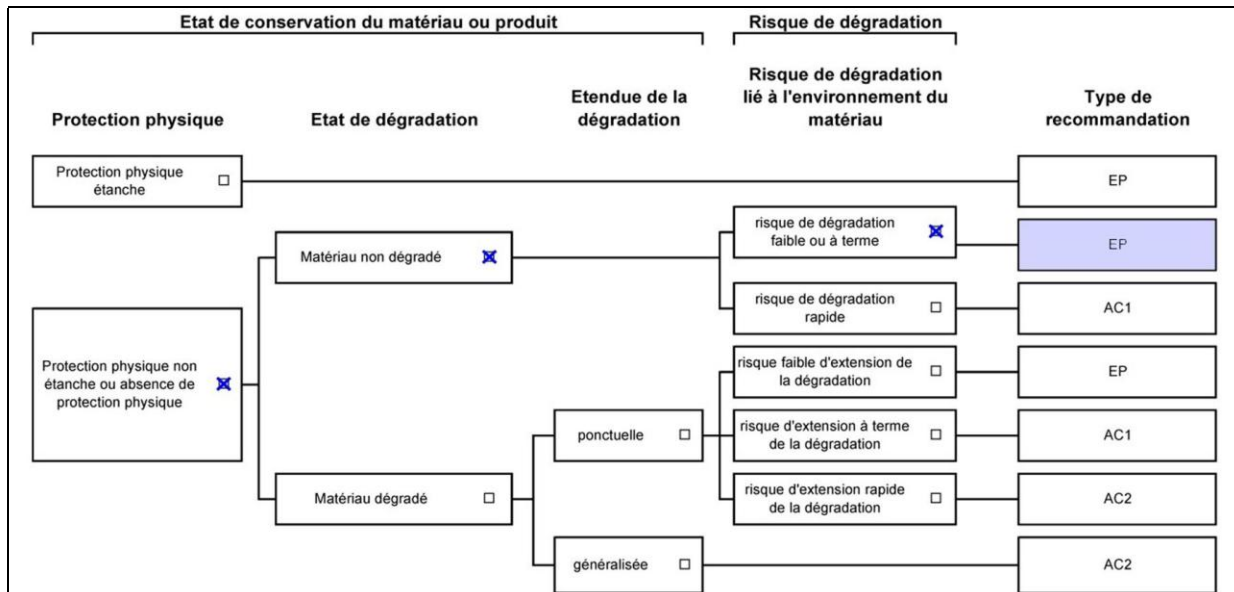 Etat de conservation du matériau ou produit
Risque de dégradation
Protection physique
Etat de dégradation
Etendue de la
dégradation
Risque de dégradation
lié à l'environnement du
matériau
Type de
recommandation
Protection physique
étanche
EP
Protection physique non
étanche ou absence de
protection physique
Matériau non dégradé
risque de dégradation
faible ou à terme
EP
risque de dégradation
rapide
AC1
Matériau dégradé
ponctuelle
risque faible d'extension de
la dégradation
EP
risque d'extension à terme
de la dégradation
AC1
risque d'extension rapide
de la dégradation
AC2
généralisée
AC2